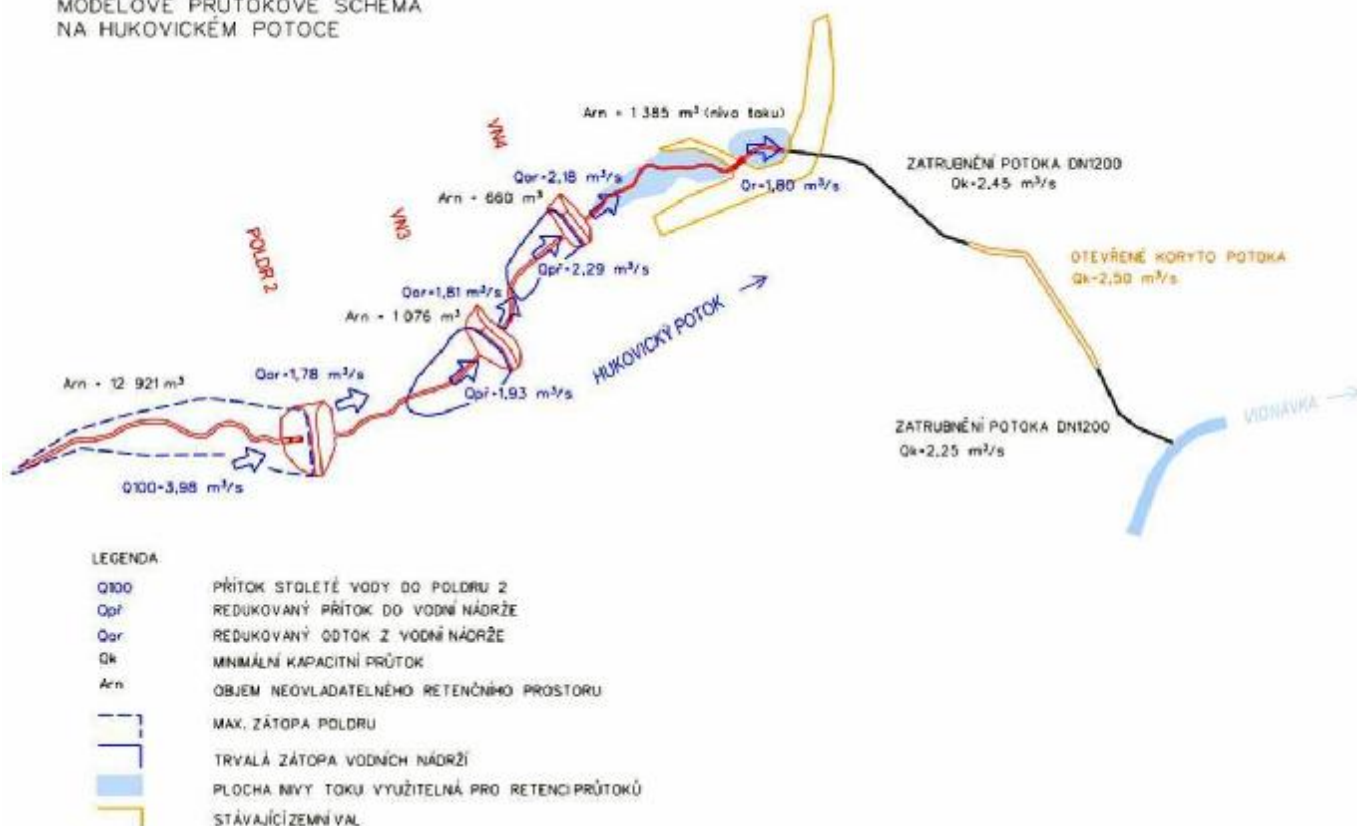 MODELOVÉ PRŮTOKOVÉ SCHÉMA
NA HUKOVICKÉM POTOCE
Arn = 1 385 m³ (niva toku)
VN4
Qor=2,18 m³/s
Arn = 660 m³
Or=1,80 m³/s
ZATRUBNĚNÍ POTOKA DN1200
Qk=2,45 m³/s
VN3
POLDR 2
Qpř=2,29 m³/s
OTEVŘENÉ KORYTO POTOKA
Qk=2,50 m³/s
Qor=1,81 m³/s
Arn = 1 076 m³
HUKOVICKÝ POTOK
Qor=1,78 m³/s
Arn = 12 921 m³
Qpř=1,93 m³/s
VIDNÁVKA
ZATRUBNĚNÍ POTOKA DN1200
Qk=2,25 m³/s
Q100=3,98 m³/s
LEGENDA
Q100 PŘÍTOK STOLETÉ VODY DO POLDRU 2
Qpř REDUKOVANÝ PŘÍTOK DO VODNÍ NÁDRŽE
Qor REDUKOVANÝ ODTOK Z VODNÍ NÁDRŽE
Qk MINIMÁLNÍ KAPACITNÍ PRŮTOK
Arn OBJEM NEOVLADATELNÉHO RETENČNÍHO PROSTORU
MAX. ZÁTOPA POLDRU
TRVALÁ ZÁTOPA VODNÍCH NÁDRŽÍ
PLOCHA NIVY TOKU VYUŽITELNÁ PRO RETENCI PRŮTOKŮ
STÁVAJÍCÍ ZEMNÍ VAL